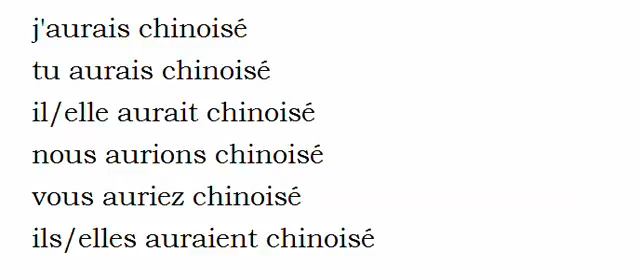 j'aurais chinoisé
tu aurais chinoisé
il/elle aurait chinoisé
nous aurions chinoisé
vous auriez chinoisé
ils/elles auraient chinoisé